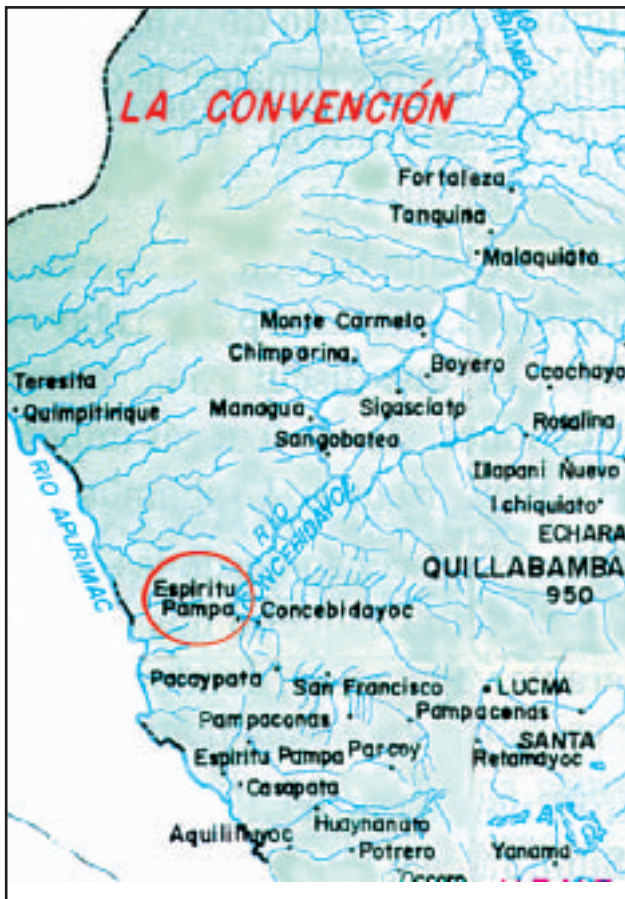 BAMBA
LA CONVENCIÓN
Fortaleza
Tonquina
Malaquiato
Monte Carmelo
Chimparina
Boyero
Ccochayo
Teresita
Quimpitirique
Managua
Sigasciato
Rosalina
Sangobatea
Illapani Nuevo
Ichiquiato
RIO APURIMAC
RIO
CONCEBIDAYOC
ECHARA
QUILLABAMBA
950
Espiritu
Pampa
Concebidayoc
Pacaypata
San Francisco
LUCMA
Pampaconas
Pampaconas
SANTA
Espiritu Pampa
Parcoy
Retamayoc
Casapata
Huaynanato
Potrero
Yanama